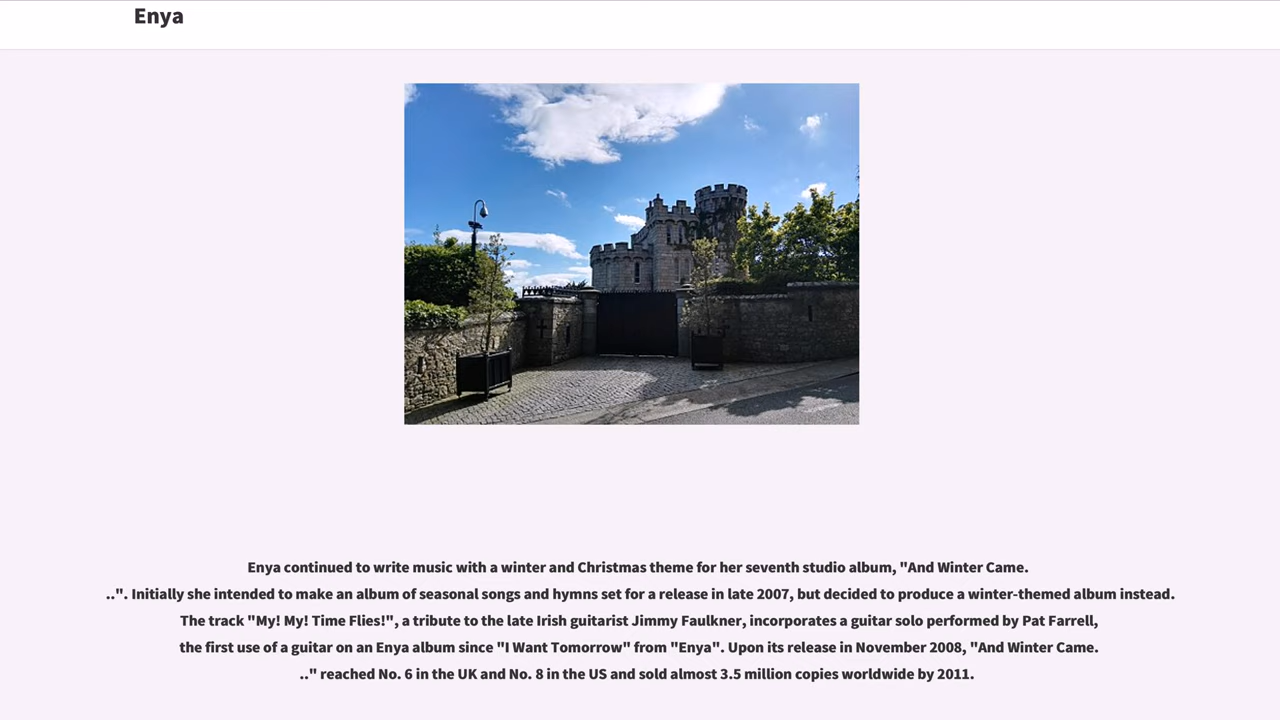 Enya
Enya continued to write music with a winter and Christmas theme for her seventh studio album, "And Winter Came.
..". Initially she intended to make an album of seasonal songs and hymns set for a release in late 2007, but decided to produce a winter-themed album instead.
The track "My! My! Time Flies!", a tribute to the late Irish guitarist Jimmy Faulkner, incorporates a guitar solo performed by Pat Farrell,
the first use of a guitar on an Enya album since "I Want Tomorrow" from "Enya". Upon its release in November 2008, "And Winter Came.
.." reached No. 6 in the UK and No. 8 in the US and sold almost 3.5 million copies worldwide by 2011.